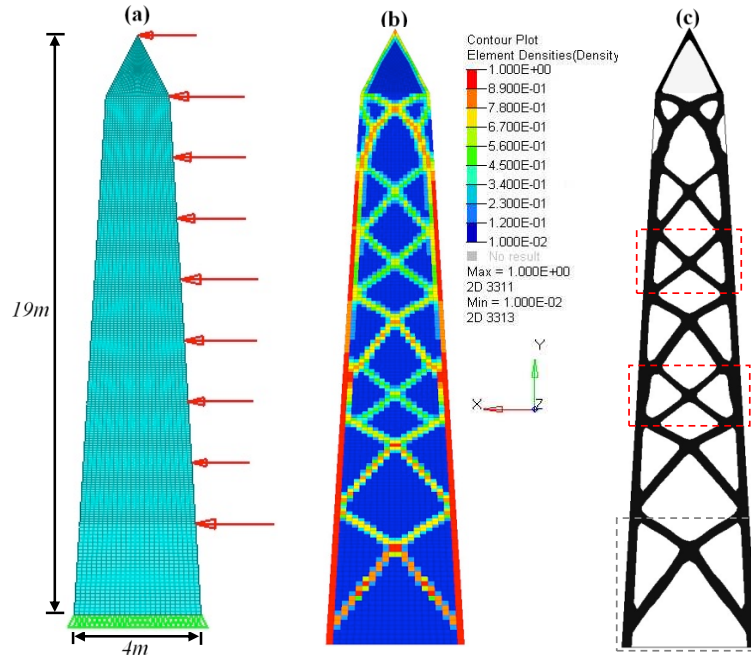 (a)
(b)
(c)
Contour Plot
Element Densities(Density
1.000E+00
8.900E-01
7.800E-01
6.700E-01
5.600E-01
4.500E-01
3.400E-01
2.300E-01
1.200E-01
1.000E-02
No result
Max = 1.000E+00
2D 3311
Min = 1.000E-02
2D 3313
19m
Y
X
Z
4m